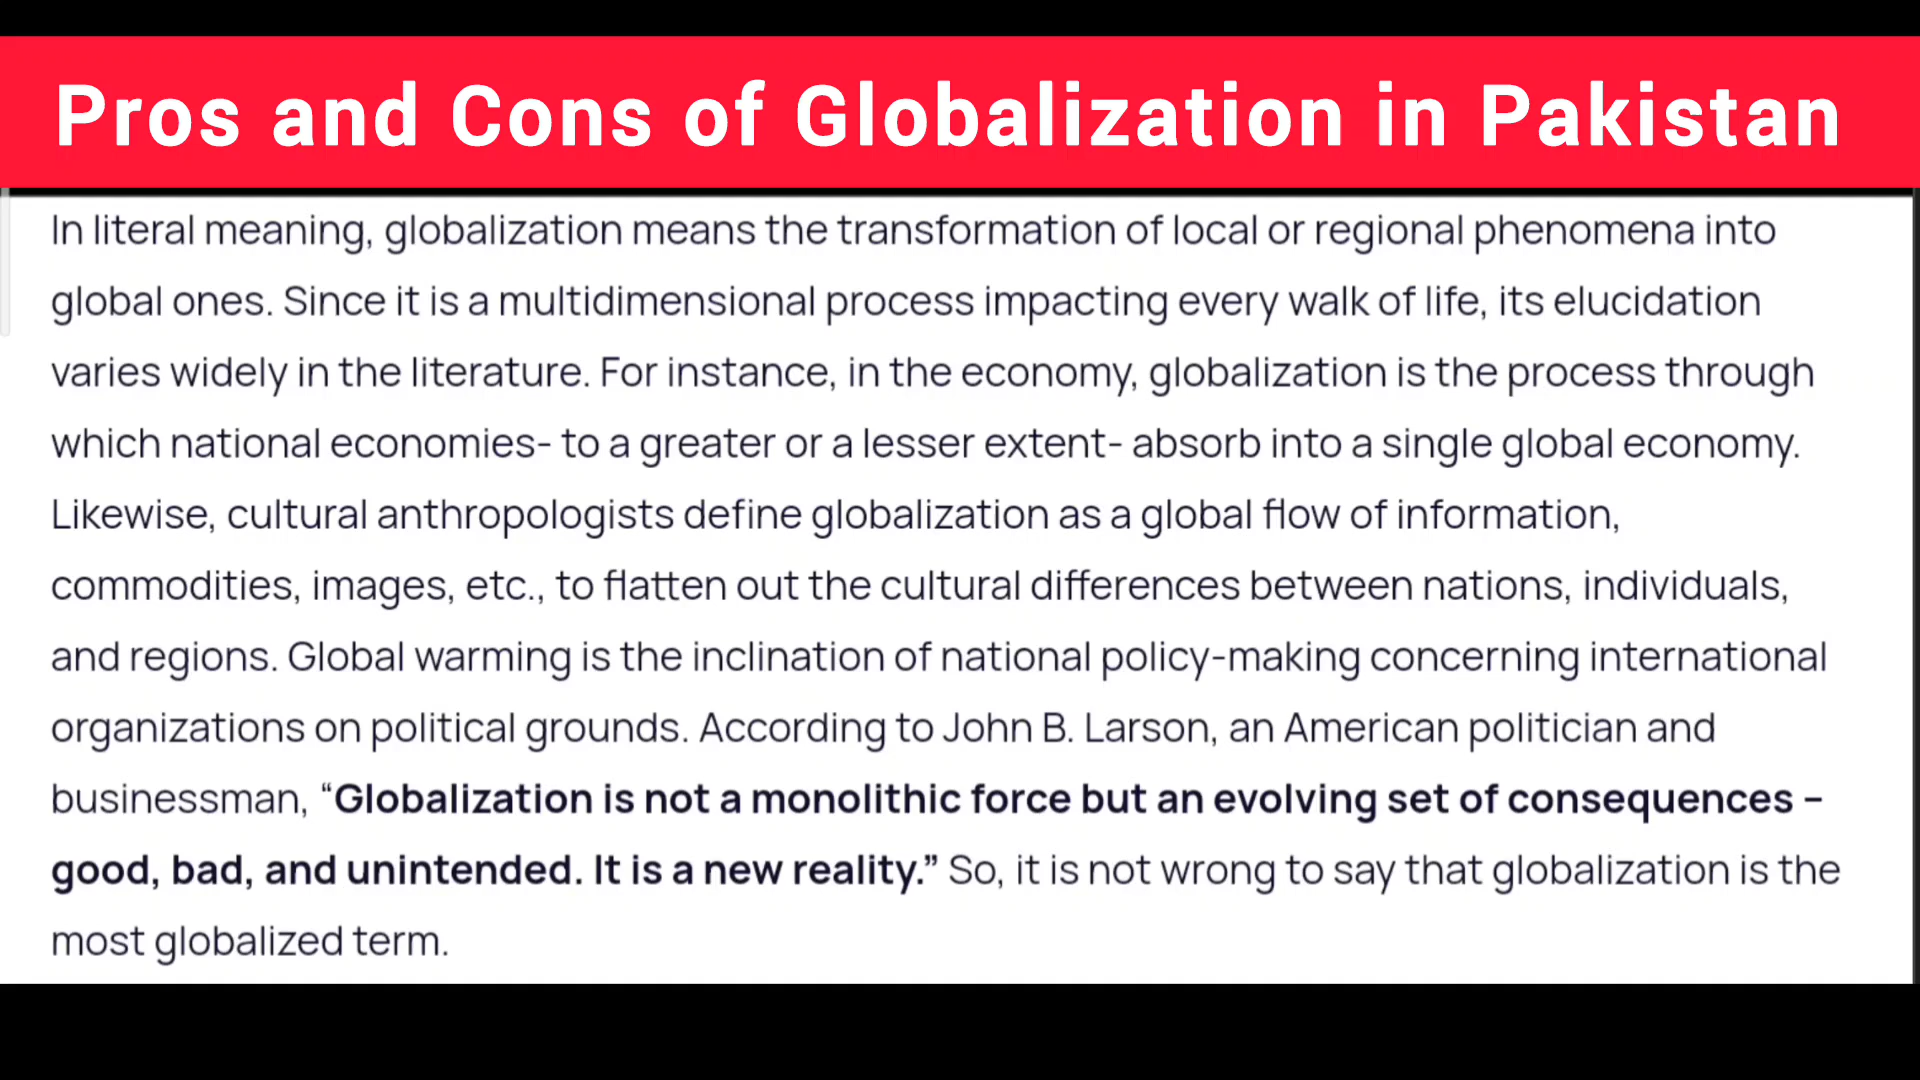 Pros and Cons of Globalization in Pakistan
In literal meaning, globalization means the transformation of local or regional phenomena into
global ones. Since it is a multidimensional process impacting every walk of life, its elucidation
varies widely in the literature. For instance, in the economy, globalization is the process through
which national economies- to a greater or a lesser extent- absorb into a single global economy.
Likewise, cultural anthropologists define globalization as a global flow of information,
commodities, images, etc., to flatten out the cultural differences between nations, individuals,
and regions. Global warming is the inclination of national policy-making concerning international
organizations on political grounds. According to John B. Larson, an American politician and
businessman, “Globalization is not a monolithic force but an evolving set of consequences –
good, bad, and unintended. It is a new reality.” So, it is not wrong to say that globalization is the
most globalized term.